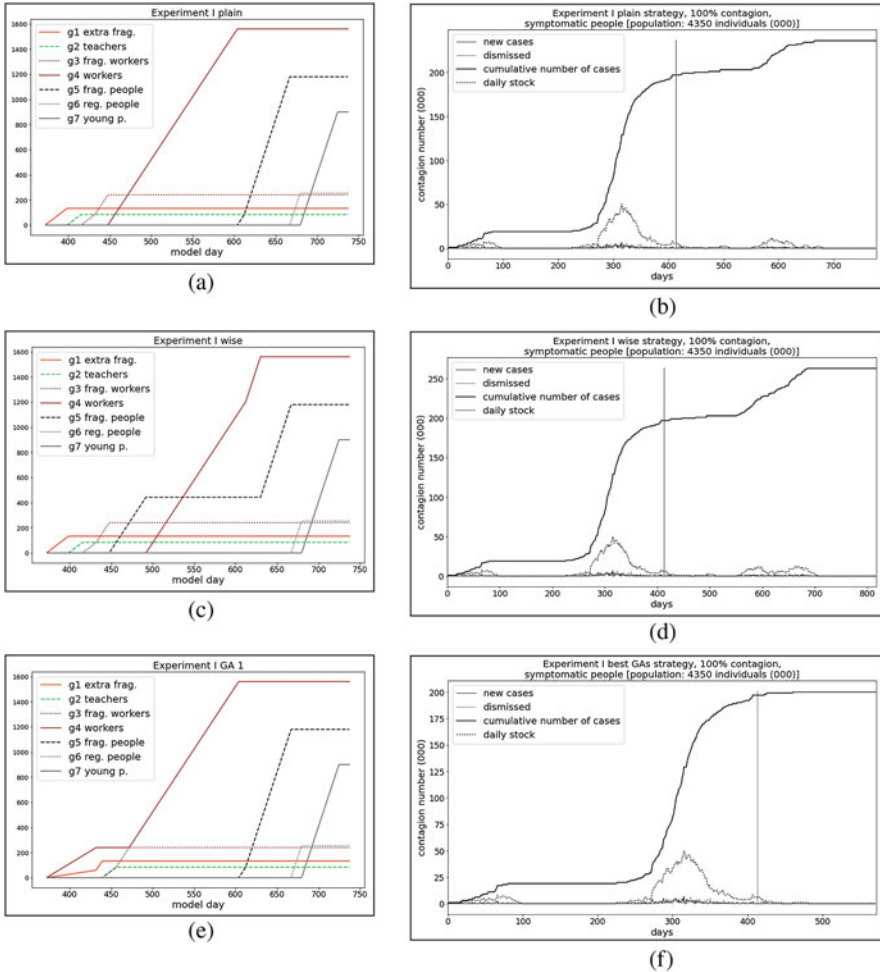 Experiment I plain
1600
1400
1200
1000
800
600
400
200
0
g1 extra frag.
g2 teachers
g3 frag. workers
g4 workers
g5 frag. people
g6 reg. people
g7 young p.
400 450 500 550 600 650 700 750
model day
(a)
Experiment I plain strategy, 100% contagion,
symptomatic people [population: 4350 individuals (000)]
new cases
dismissed
cumulative number of cases
daily stock
contagion number (000)
200
150
100
50
0
0 100 200 300 400 500 600 700
days
(b)
Experiment I wise
1600
1400
1200
1000
800
600
400
200
0
g1 extra frag.
g2 teachers
g3 frag. workers
g4 workers
g5 frag. people
g6 reg. people
g7 young p.
400 450 500 550 600 650 700 750
model day
(c)
Experiment I wise strategy, 100% contagion,
symptomatic people [population: 4350 individuals (000)]
new cases
dismissed
cumulative number of cases
daily stock
contagion number (000)
250
200
150
100
50
0
0 100 200 300 400 500 600 700 800
days
(d)
Experiment I GA 1
1600
1400
1200
1000
800
600
400
200
0
g1 extra frag.
g2 teachers
g3 frag. workers
g4 workers
g5 frag. people
g6 reg. people
g7 young p.
400 450 500 550 600 650 700 750
model day
(e)
Experiment I best GAs strategy, 100% contagion,
symptomatic people [population: 4350 individuals (000)]
new cases
dismissed
cumulative number of cases
daily stock
contagion number (000)
200
175
150
125
100
75
50
25
0
0 100 200 300 400 500
days
(f)